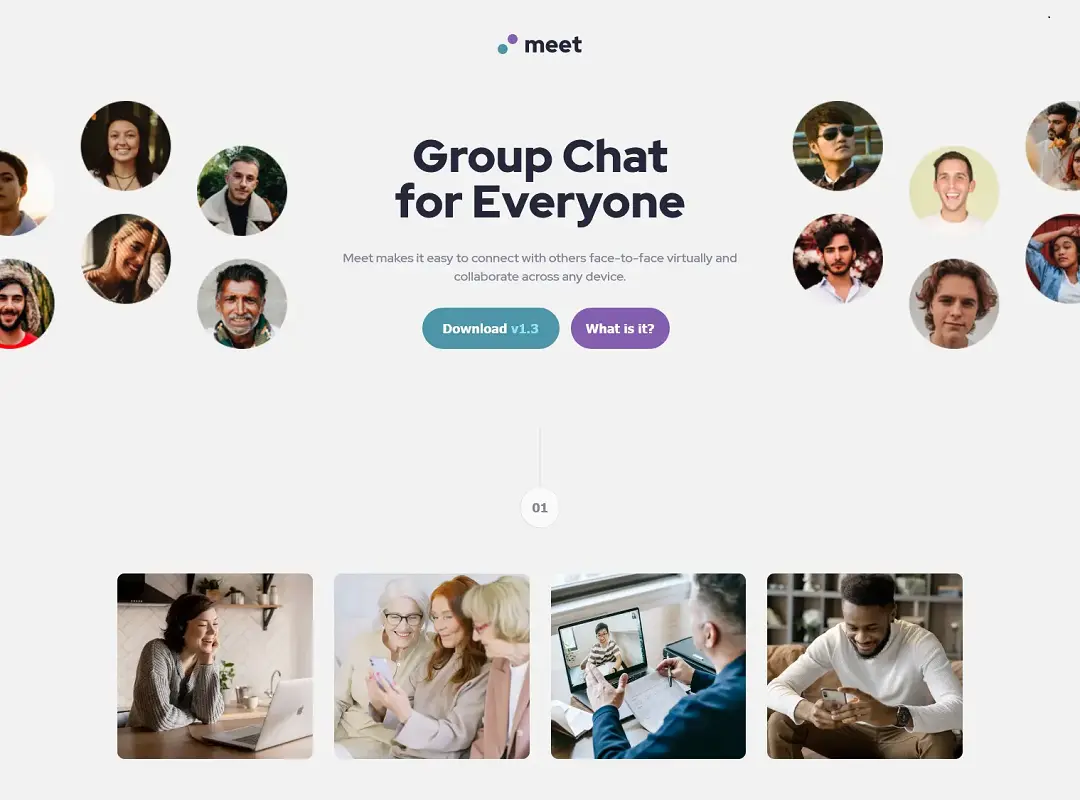 meet
Group Chat
for Everyone
Meet makes it easy to connect with others face-to-face virtually and
collaborate across any device.
Download v1.3
What is it?
01